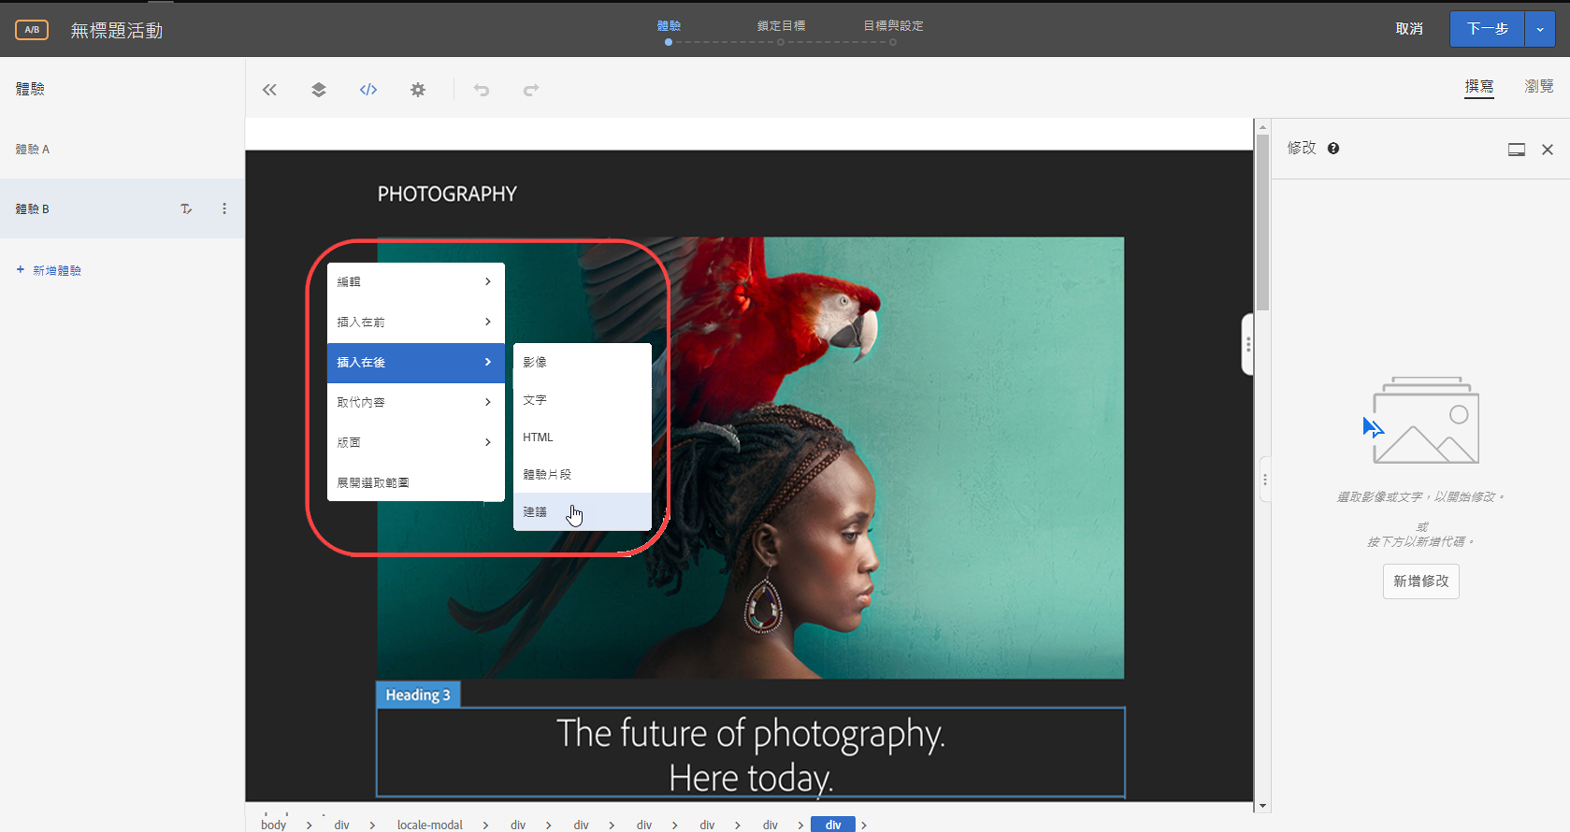 A/B
無標題活動
體驗
鎖定目標
目標與設定
取消
下一步
體驗
撰寫
瀏覽
體驗 A
體驗 B
+ 新增體驗
PHOTOGRAPHY
編輯
插入在前
插入在後
取代內容
版面
展開選取範圍
影像
文字
HTML
體驗片段
建議
Heading 3
The future of photography.
Here today.
修改
選取影像或文字，以開始修改。
或
按下方以新增代碼。
新增修改
body > div > locale-modal > div > div > div > div > div > div >